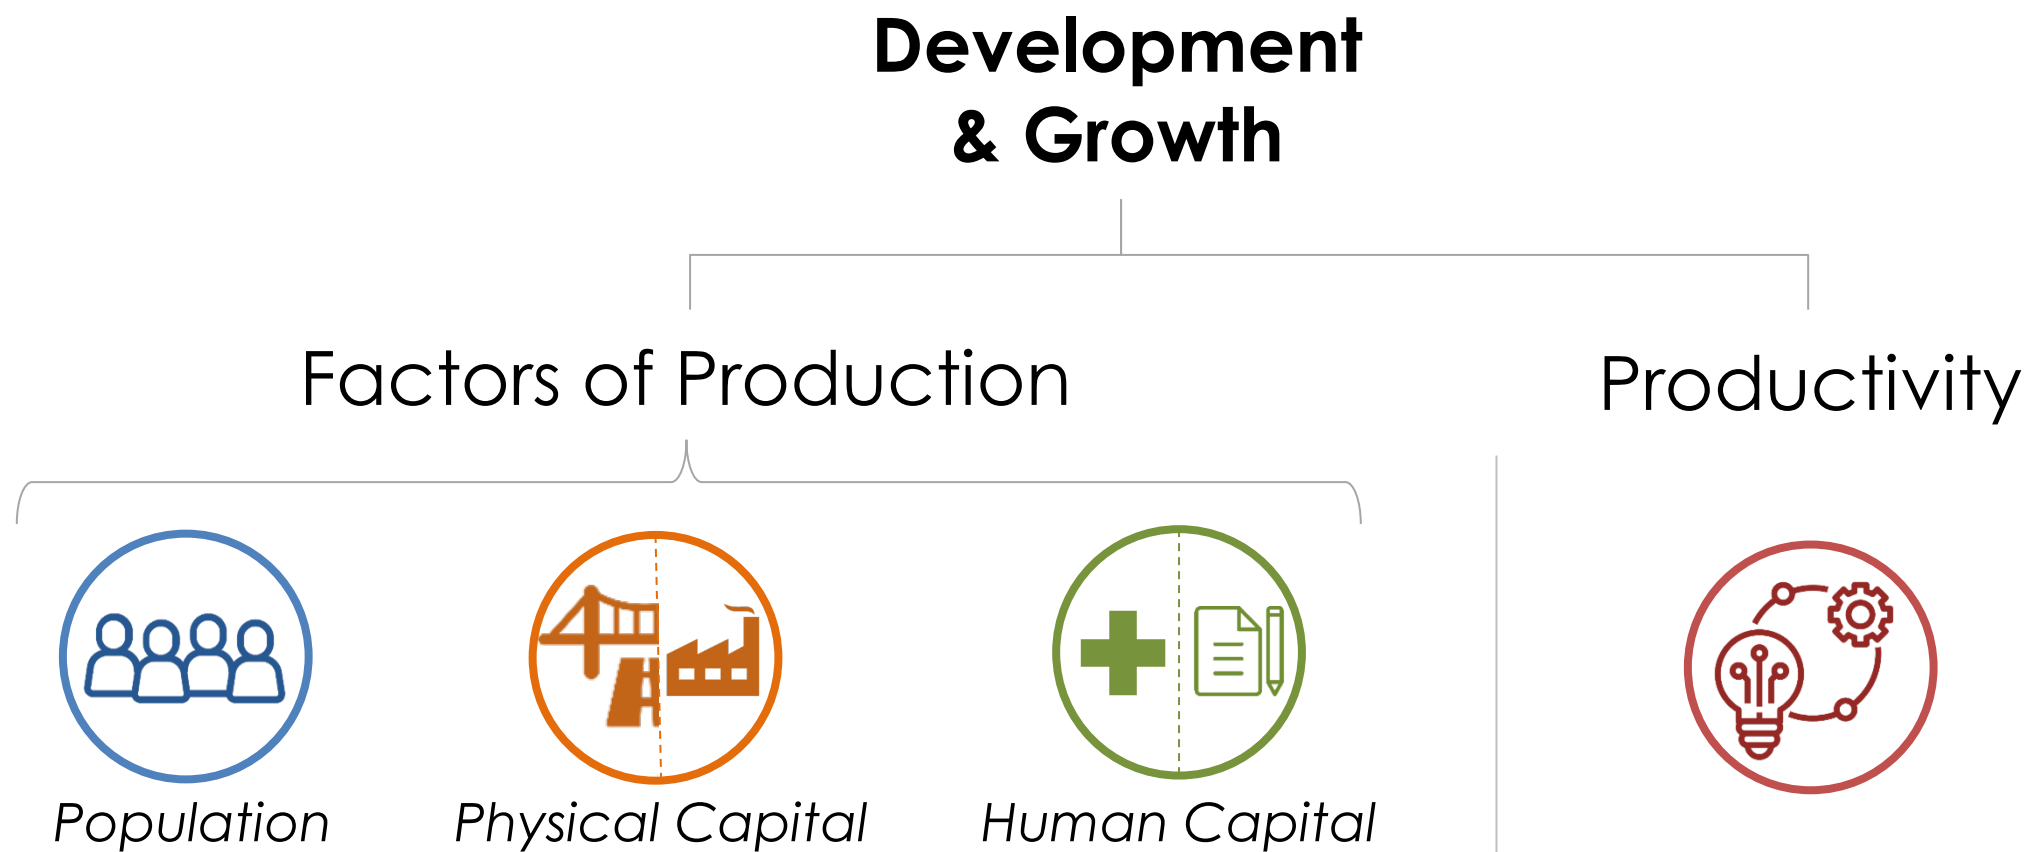 Development
& Growth
Factors of Production
Productivity
Population
Physical Capital
Human Capital